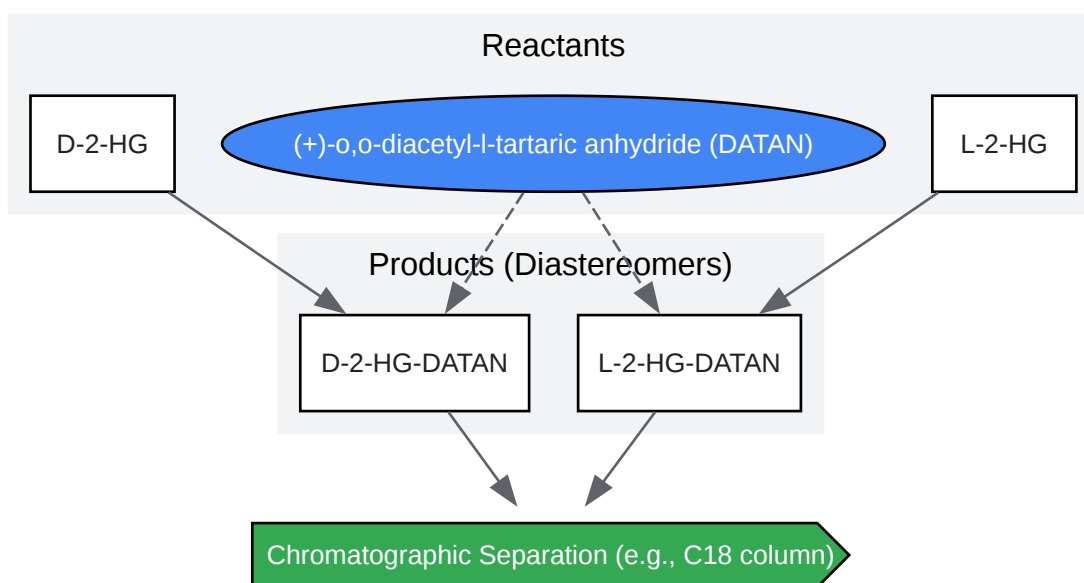 Reactants
D-2-HG
(+)-o,o-diacetyl-l-tartaric anhydride (DATAN)
L-2-HG
Products (Diastereomers)
D-2-HG-DATAN
L-2-HG-DATAN
Chromatographic Separation (e.g., C18 column)